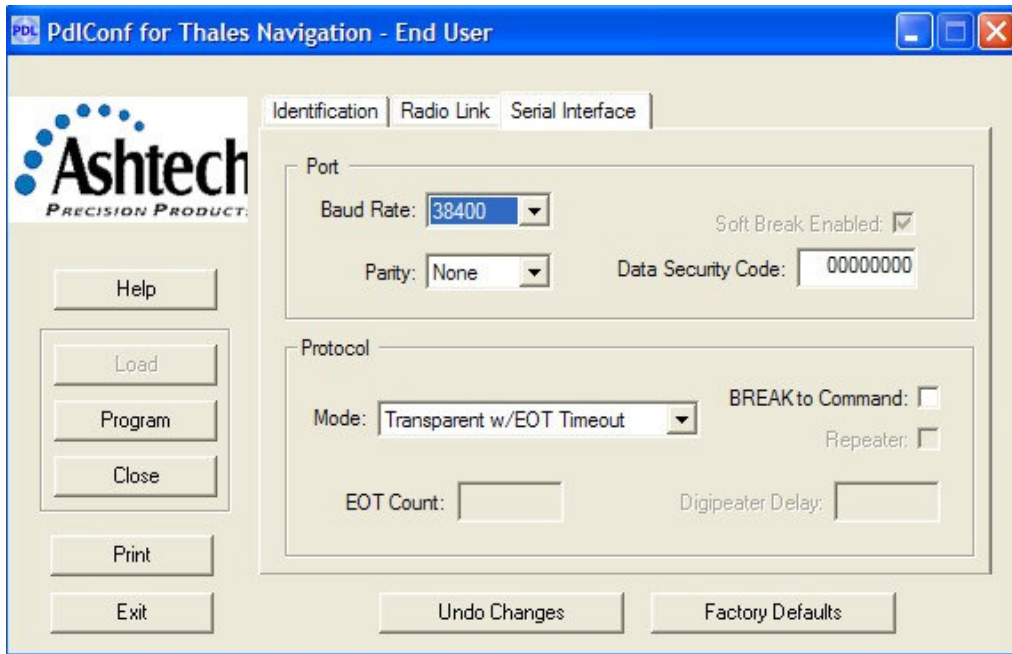 PDL PdlConf for Thales Navigation - End User
Ashtech
PRECISION PRODUCT
Identification Radio Link Serial Interface
Port
Baud Rate: 38400
Soft Break Enabled:
Parity: None
Data Security Code: 00000000
Help
Load
Program
Close
Print
Exit
Protocol
Mode: Transparent w/EOT Timeout
BREAK to Command:
Repeater:
EOT Count:
Digipeater Delay:
Undo Changes
Factory Defaults